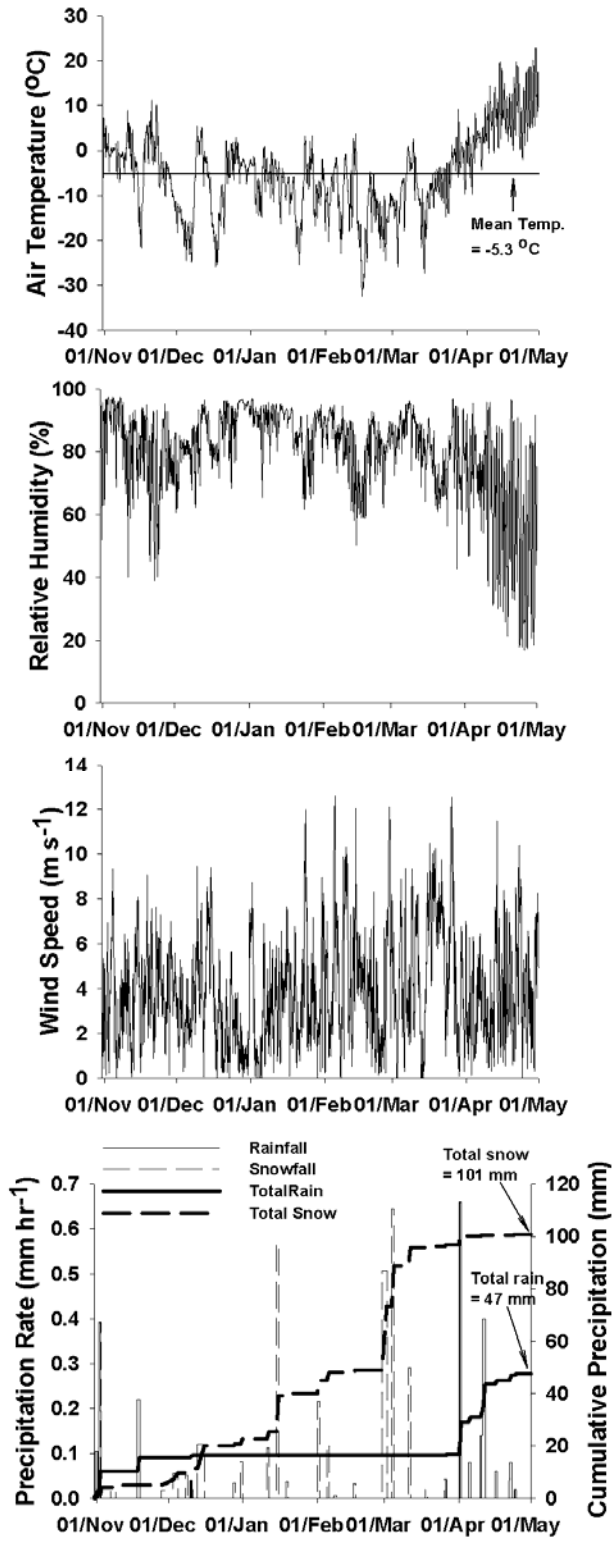 30
20
10
0
-10
-20
-30
-40
Air Temperature (ºC)
Mean Temp.
= -5.3 ºC
01/Nov 01/Dec 01/Jan 01/Feb 01/Mar 01/Apr 01/May
100
80
60
40
20
0
Relative Humidity (%)
01/Nov 01/Dec 01/Jan 01/Feb 01/Mar 01/Apr 01/May
14
12
10
8
6
4
2
0
Wind Speed (m s-1)
01/Nov 01/Dec 01/Jan 01/Feb 01/Mar 01/Apr 01/May
Rainfall
Snowfall
TotalRain
Total Snow
Total snow
= 101 mm
Total rain
= 47 mm
0.7
0.6
0.5
0.4
0.3
0.2
0.1
0.0
Precipitation Rate (mm hr-1)
120
100
80
60
40
20
0
Cumulative Precipitation (mm)
01/Nov 01/Dec 01/Jan 01/Feb 01/Mar 01/Apr 01/May